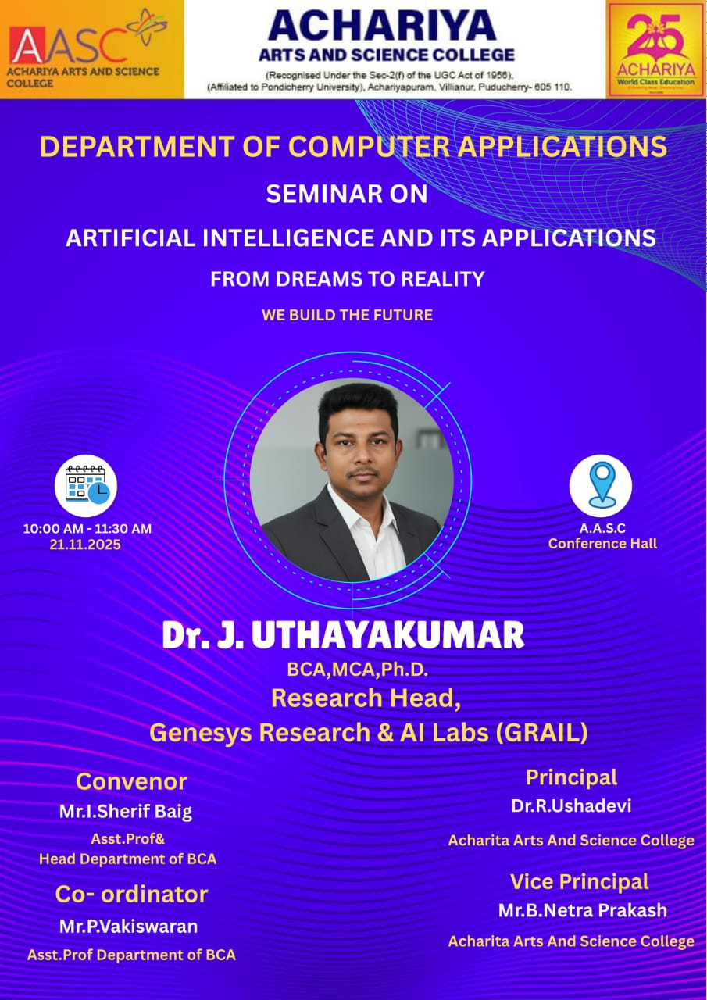 AASC
ACHARIYA ARTS AND SCIENCE
COLLEGE
ACHARIYA
ARTS AND SCIENCE COLLEGE
(Recognised Under the Sec-2(f) of the UGC Act of 1956),
(Affiliated to Pondicherry University), Achariyapuram, Villianur, Puducherry- 605 110.
25
ACHARIYA
World Class Education
DEPARTMENT OF COMPUTER APPLICATIONS
SEMINAR ON
ARTIFICIAL INTELLIGENCE AND ITS APPLICATIONS
FROM DREAMS TO REALITY
WE BUILD THE FUTURE
10:00 AM - 11:30 AM
21.11.2025
A.A.S.C
Conference Hall
Dr. J. UTHAYAKUMAR
BCA,MCA,Ph.D.
Research Head,
Genesys Research & AI Labs (GRAIL)
Convenor
Mr.I.Sherif Baig
Asst.Prof&
Head Department of BCA
Co- ordinator
Mr.P.Vakiswaran
Asst.Prof Department of BCA
Principal
Dr.R.Ushadevi
Acharita Arts And Science College
Vice Principal
Mr.B.Netra Prakash
Acharita Arts And Science College